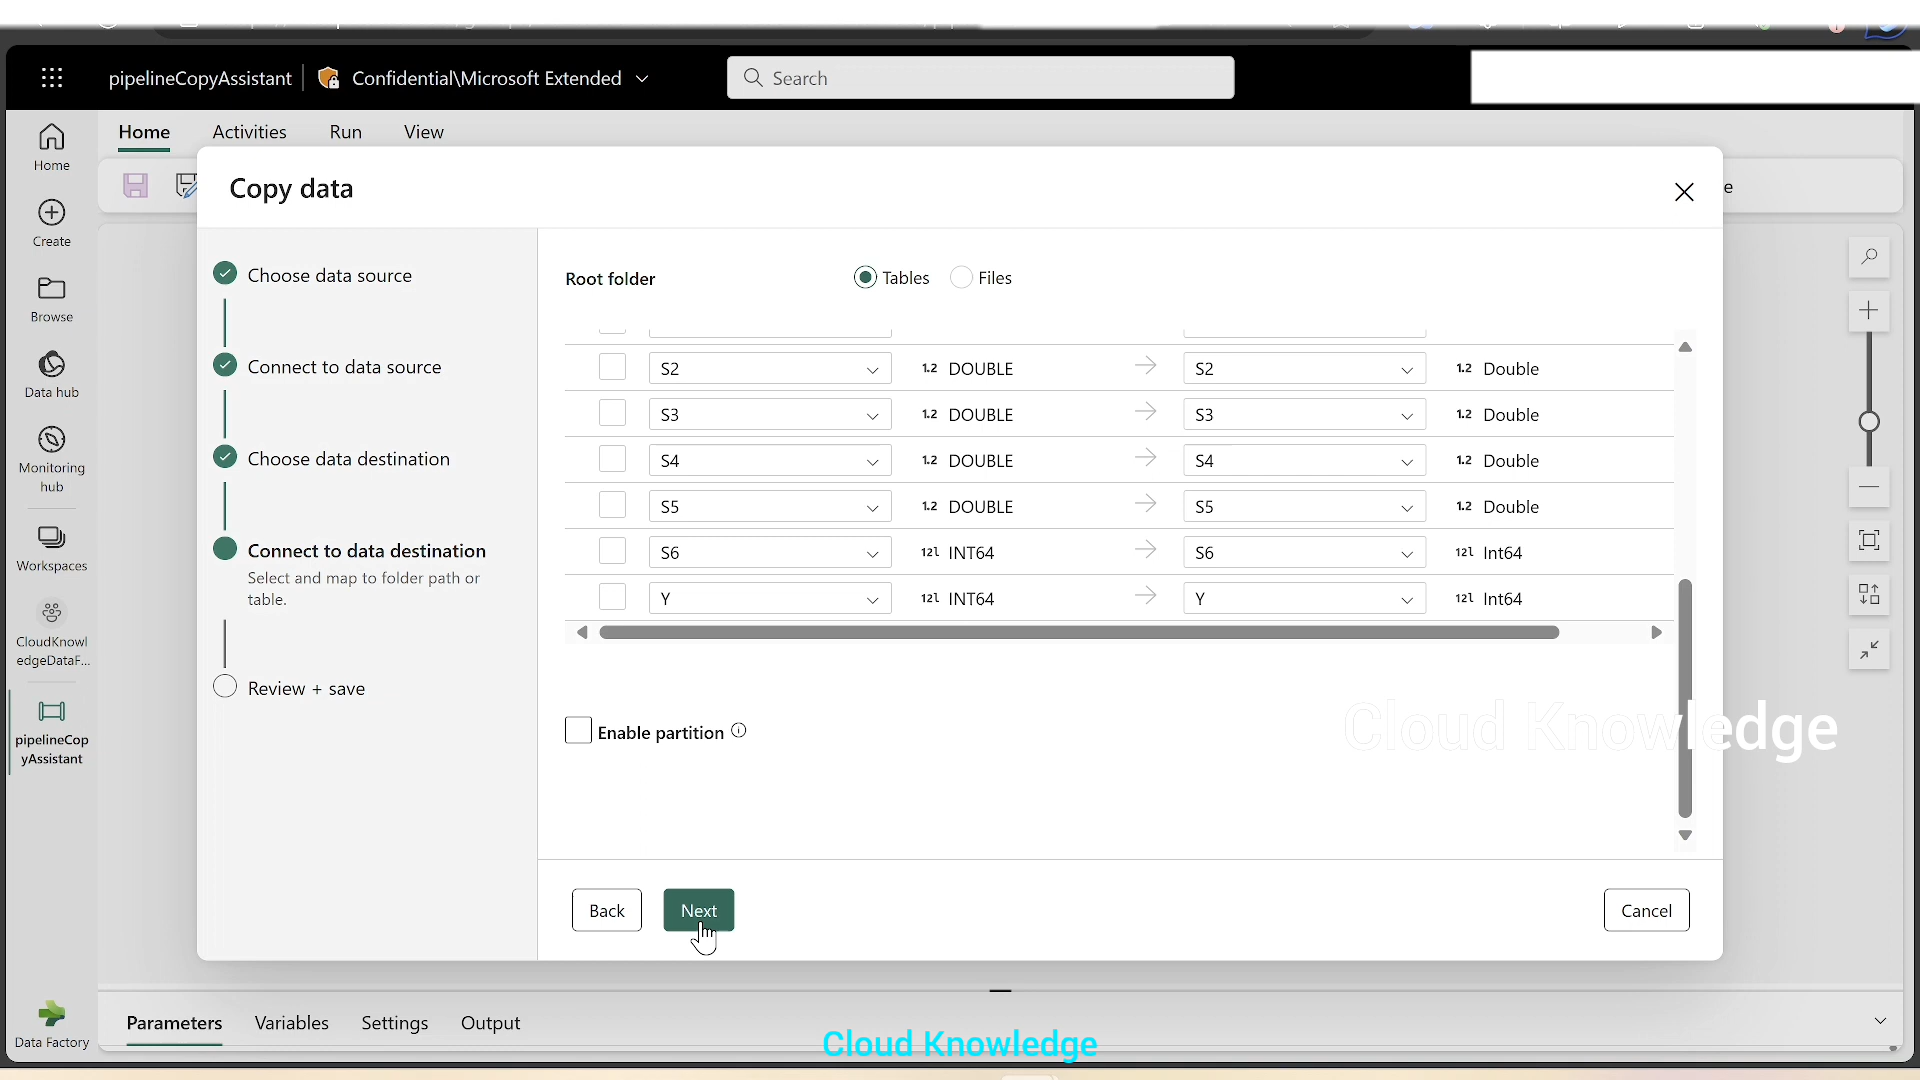 pipelineCopyAssistant
Confidential\Microsoft Extended
Search
Home
Activities
Run
View
Home
Create
Browse
Data hub
Monitoring
hub
Workspaces
CloudKnowl
edgeDataF...
pipelineCop
yAssistant
Data Factory
e
Copy data
Choose data source
Connect to data source
Choose data destination
Connect to data destination
Select and map to folder path or
table.
Review + save
Root folder
Tables
Files
S2 1.2 DOUBLE S2 1.2 Double
S3 1.2 DOUBLE S3 1.2 Double
S4 1.2 DOUBLE S4 1.2 Double
S5 1.2 DOUBLE S5 1.2 Double
S6 12l INT64 S6 12l Int64
Y 12l INT64 Y 12l Int64
Enable partition
Cloud Knowledge
Back
Next
Cancel
Parameters
Variables
Settings
Output
Cloud Knowledge